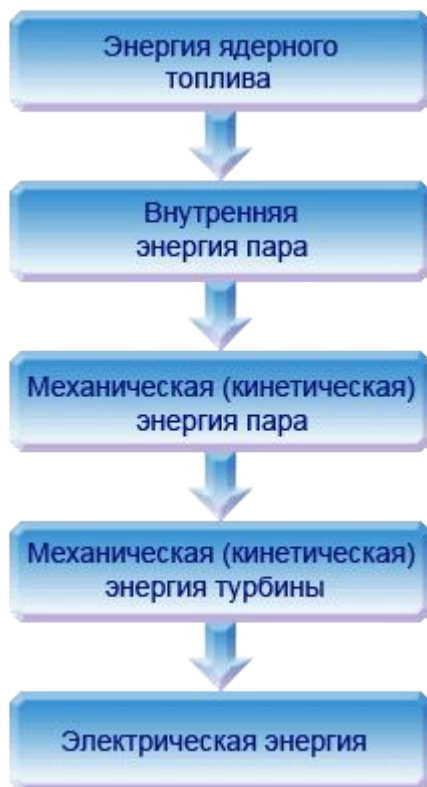 Энергия ядерного
топлива
Внутренняя
энергия пара
Механическая (кинетическая)
энергия пара
Механическая (кинетическая)
энергия турбины
Электрическая энергия